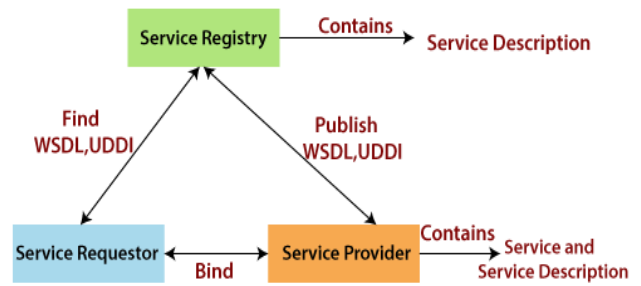 Service Registry
Contains
Service Description
Find
WSDL,UDDI
Publish
WSDL,UDDI
Service Requestor
Bind
Service Provider
Contains
Service and
Service Description